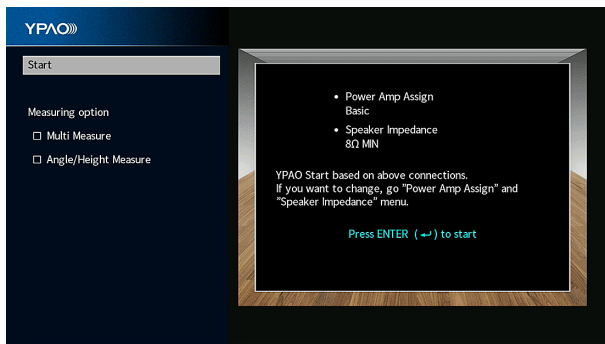 YPAO
Start
Measuring option
Multi Measure
Angle/Height Measure
• Power Amp Assign
Basic
• Speaker Impedance
8Ω MIN
YPAO Start based on above connections.
If you want to change, go "Power Amp Assign" and
"Speaker Impedance" menu.
Press ENTER (↵) to start